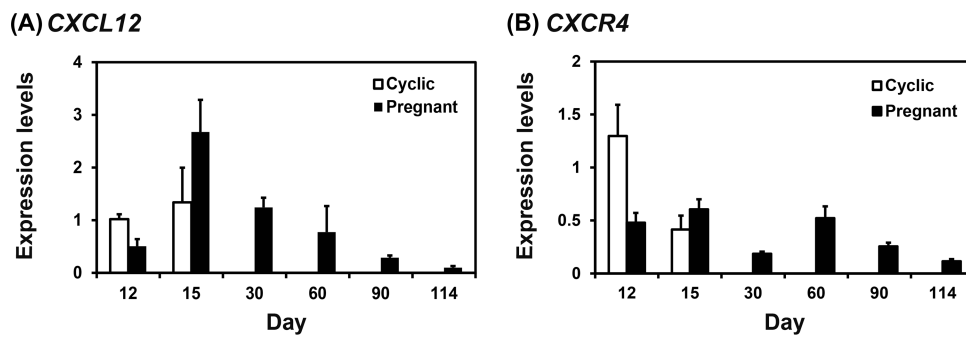 (A) CXCL12
Expression levels
4
3
2
1
0
Cyclic
Pregnant
12 15 30 60 90 114
Day
(B) CXCR4
Expression levels
2
1.5
1
0.5
0
Cyclic
Pregnant
12 15 30 60 90 114
Day